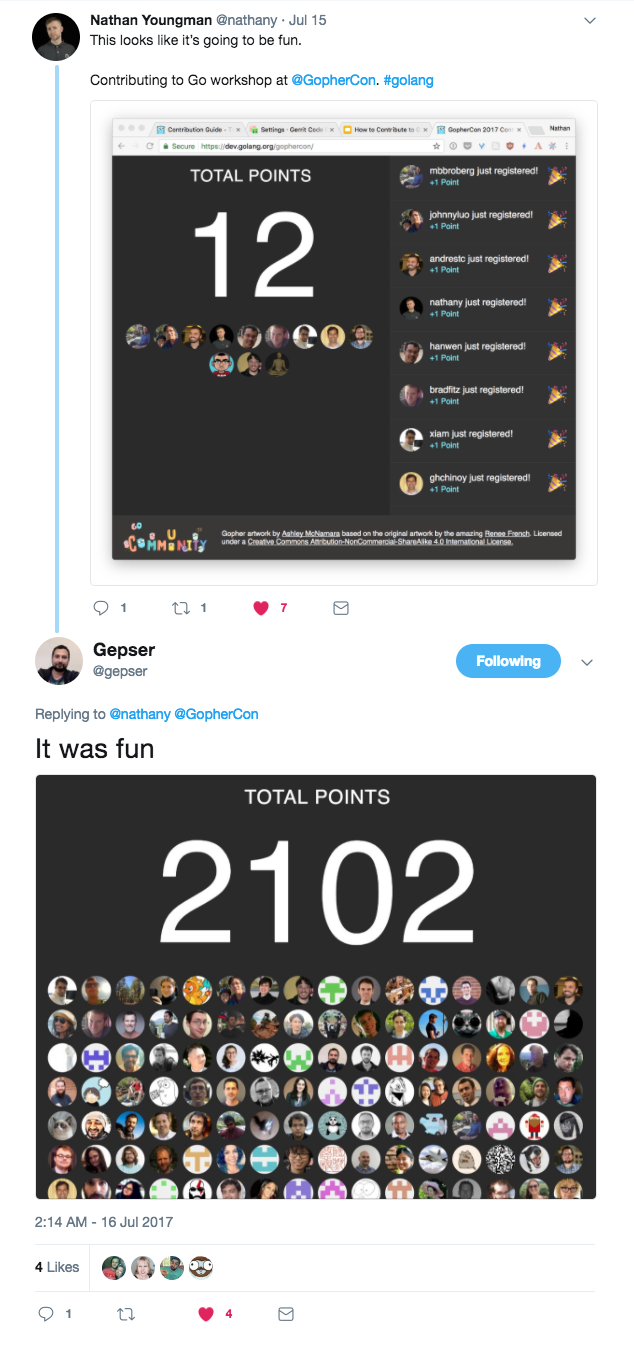 Nathan Youngman @nathany · Jul 15
This looks like it's going to be fun.
Contributing to Go workshop at @GopherCon. #golang
Contribution Guide - T
Settings · Gerrit Code
How to Contribute to
GopherCon 2017 Con
Nathan
Secure https://dev.golang.org/gophercon/
TOTAL POINTS
12
mbbroberg just registered!
+1 Point
johnnyluo just registered!
+1 Point
andrestc just registered!
+1 Point
nathany just registered!
+1 Point
hanwen just registered!
+1 Point
bradfitz just registered!
+1 Point
xiam just registered!
+1 Point
ghchinoy just registered!
+1 Point
GO COMMUNITY
Gopher artwork by Ashley McNamara based on the original artwork by the amazing Renee French. Licensed
under a Creative Commons Attribution-NonCommercial-ShareAlike 4.0 International License.
1 1 7
Gepser
@gepser
Following
Replying to @nathany @GopherCon
It was fun
TOTAL POINTS
2102
2:14 AM - 16 Jul 2017
4 Likes
1 4